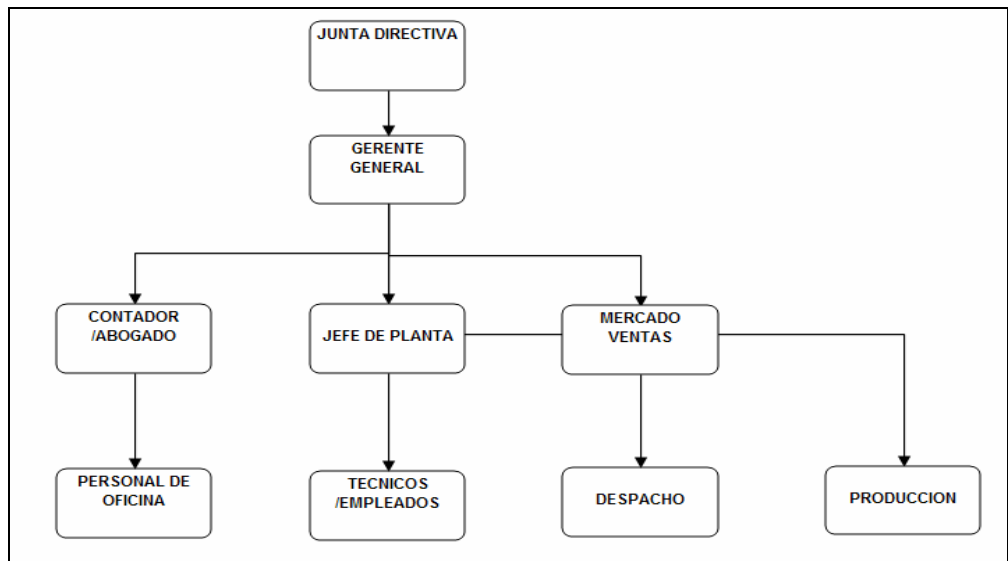 JUNTA DIRECTIVA
GERENTE
GENERAL
CONTADOR
/ABOGADO
JEFE DE PLANTA
MERCADO
VENTAS
PERSONAL DE
OFICINA
TECNICOS
/EMPLEADOS
DESPACHO
PRODUCCION